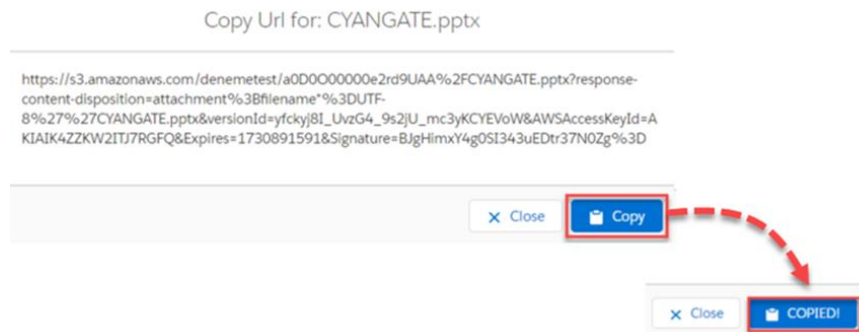 Copy Url for: CYANGATE.pptx
https://s3.amazonaws.com/denemetest/a0D0O00000e2rd9UAA%2FCYANGATE.pptx?response-
content-disposition=attachment%3Bfilename*%3DUTF-
8%27%27CYANGATE.pptx&versionId=yfckyj8I_UvzG4_9s2jU_mc3yKCYEVoW&AWSAccessKeyId=A
KIAIK4ZZKW2ITJ7RGFQ&Expires=1730891591&Signature=BJgHimxY4g0SI343uEDtr37N0Zg%3D
Close
Copy
Close
COPIED!